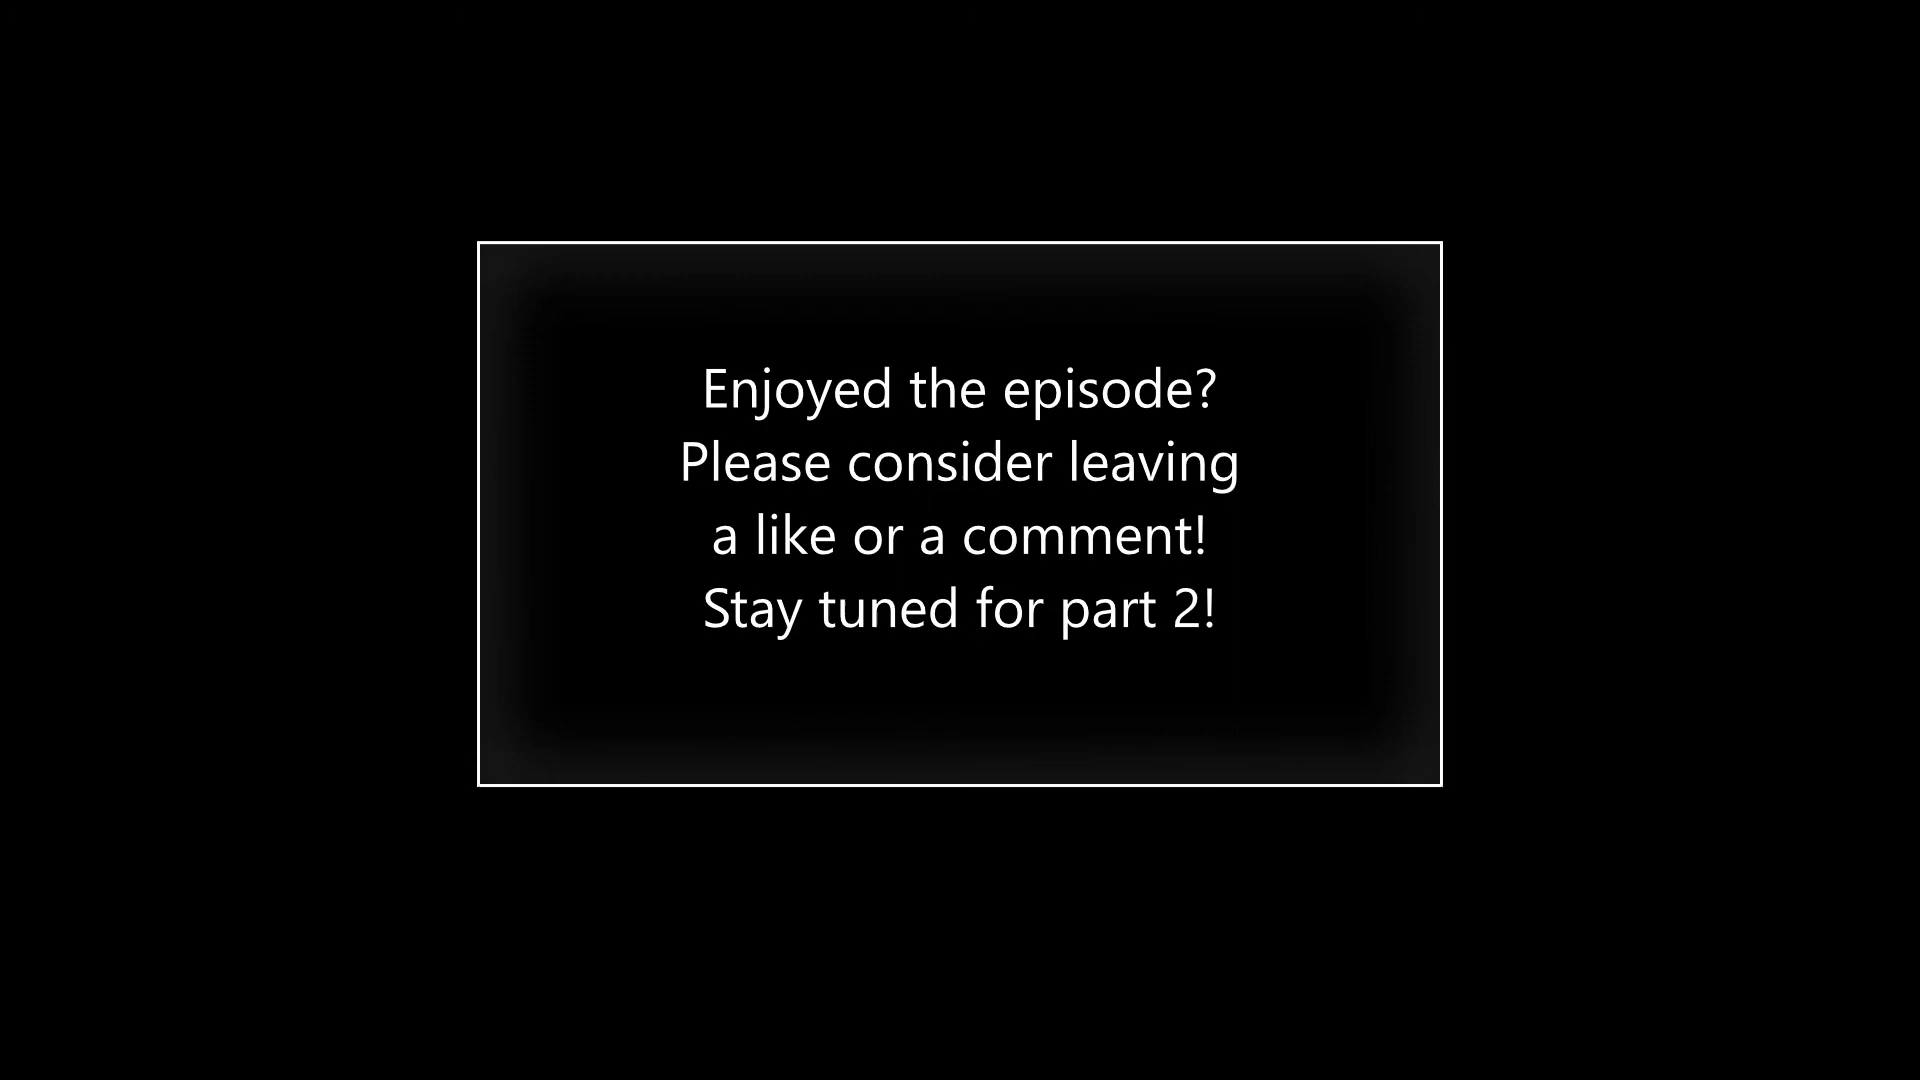 Enjoyed the episode?
Please consider leaving
a like or a comment!
Stay tuned for part 2!